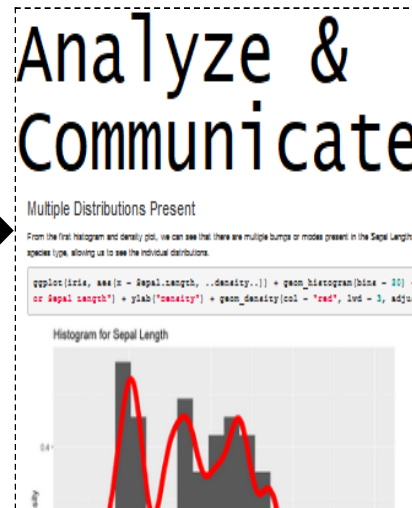 Analyze &
Communicate
Multiple Distributions Present
From the first histogram and density plot, we can see that there are multiple bumps or modes present in the Sepal Length
species type, allowing us to see the individual distributions.
ggplot(iris, aes(x = Sepal.Length, ..density..)) + geom_histogram(bins = 20)
or Sepal Length") + ylab("Density") + geom_density(col = "red", lwd = 3, adju
Histogram for Sepal Length
0.4
sity